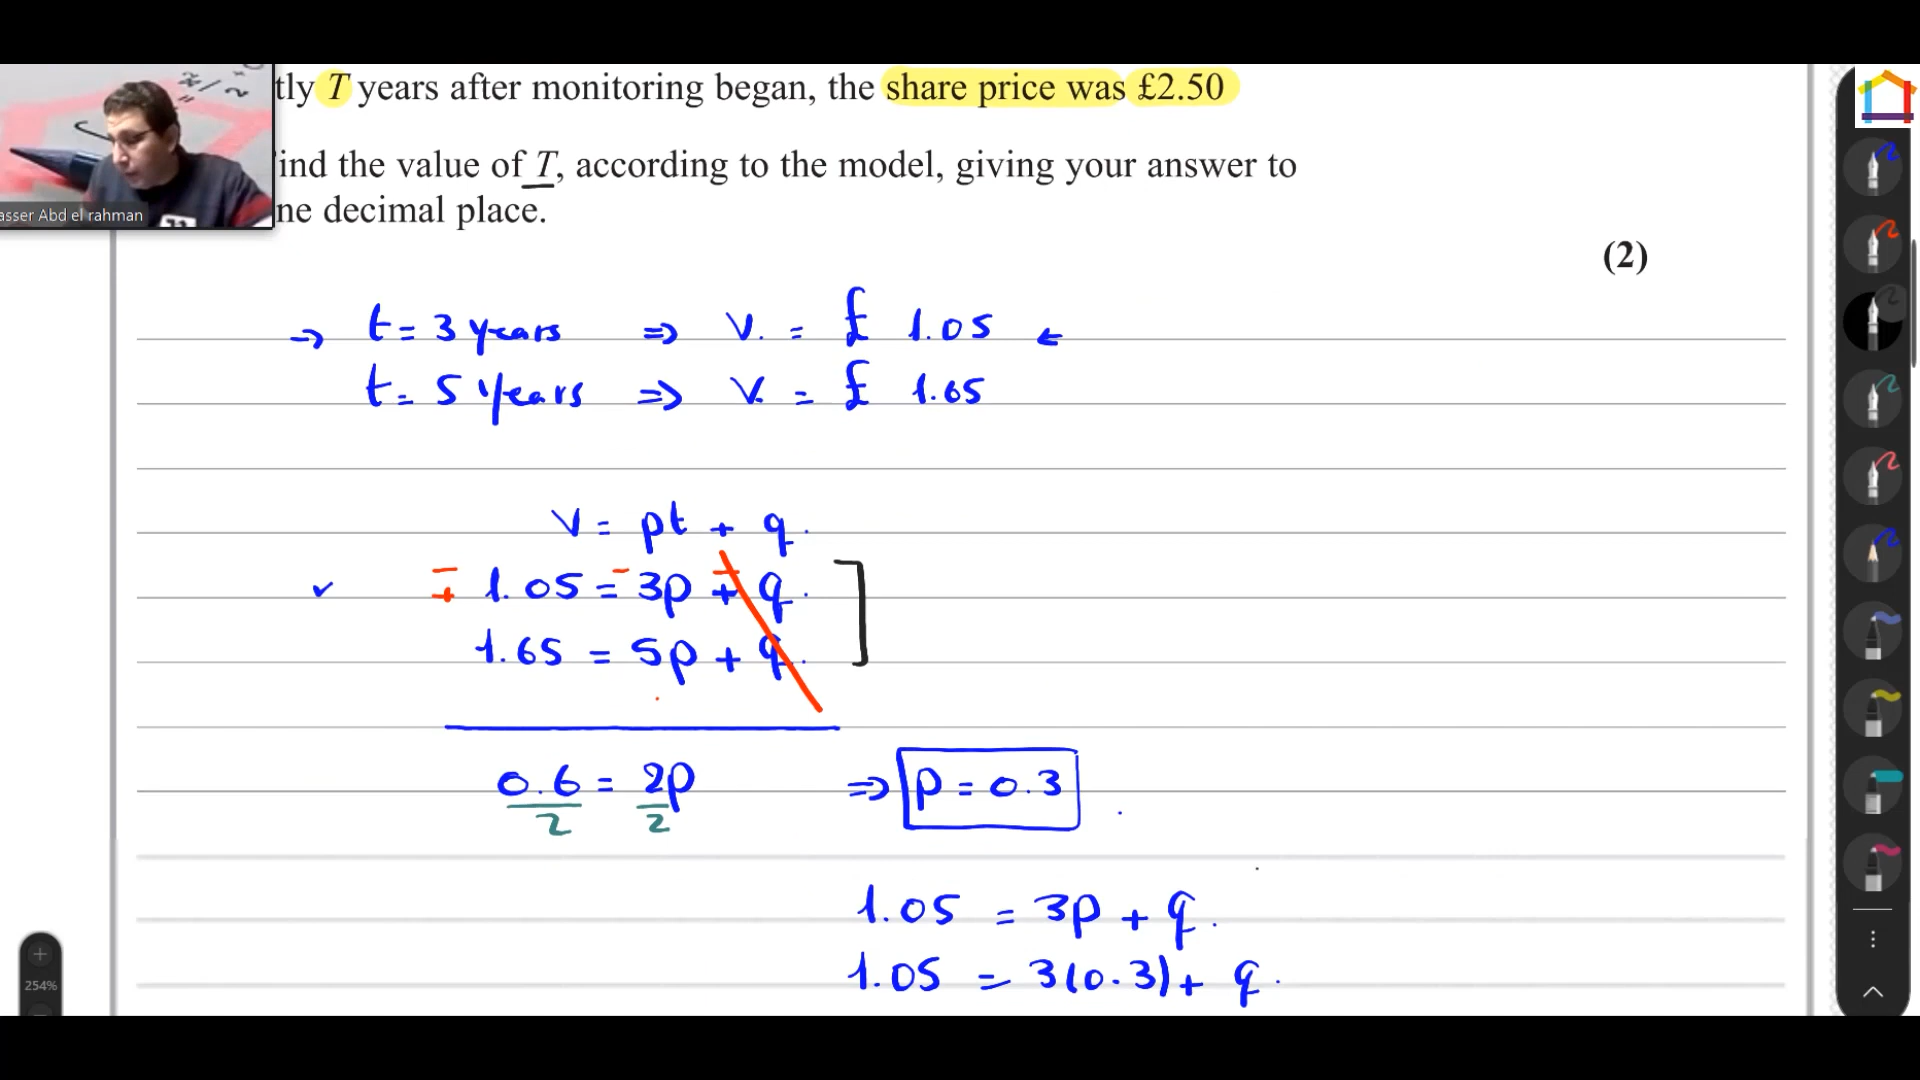 tly T years after monitoring began, the share price was £2.50
ind the value of T, according to the model, giving your answer to
ne decimal place.
asser Abd el rahman
(2)
→ t = 3 years ⇒ V. = £ 1.05 ←
t = 5 years ⇒ V. = £ 1.65
V = pt + q.
1.05 = 3p + q.
1.65 = 5p + q.
0.6 = 2p ⇒ p = 0.3
2 2
1.05 = 3p + q.
1.05 = 3(0.3) + q.
254%